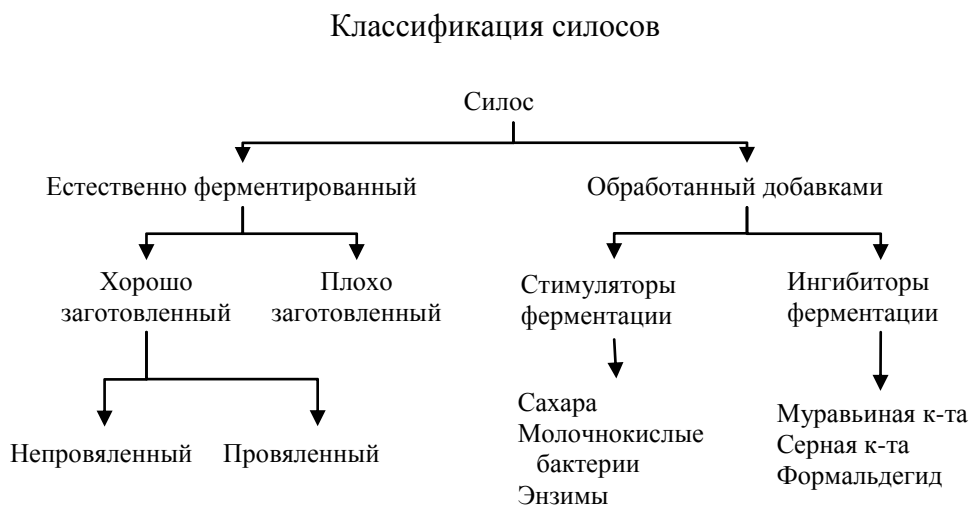 Классификация силосов
Силос
Естественно ферментированный
Обработанный добавками
Хорошо
заготовленный
Плохо
заготовленный
Стимуляторы
ферментации
Ингибиторы
ферментации
Непровяленный
Провяленный
Сахара
Молочнокислые
бактерии
Энзимы
Муравьиная к-та
Серная к-та
Формальдегид